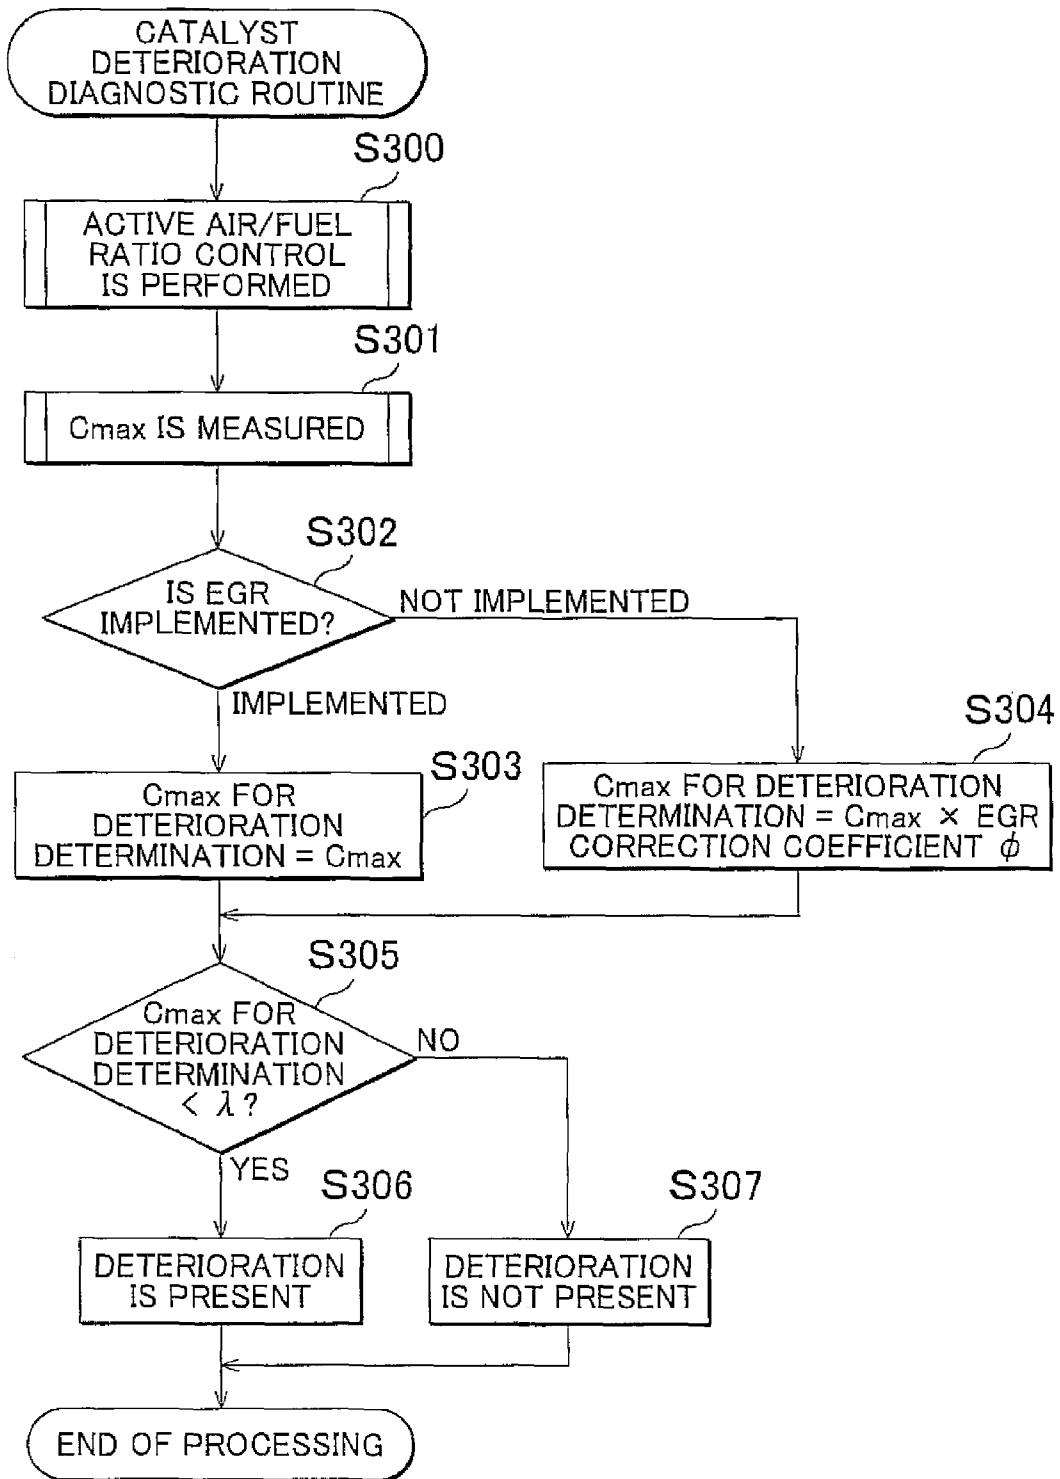 CATALYST
DETERIORATION
DIAGNOSTIC ROUTINE
S300
ACTIVE AIR/FUEL
RATIO CONTROL
IS PERFORMED
S301
Cmax IS MEASURED
S302
IS EGR
IMPLEMENTED?
NOT IMPLEMENTED
IMPLEMENTED
S303
Cmax FOR
DETERIORATION
DETERMINATION = Cmax
S304
Cmax FOR DETERIORATION
DETERMINATION = Cmax × EGR
CORRECTION COEFFICIENT ϕ
S305
Cmax FOR
DETERIORATION
DETERMINATION
< λ?
NO
YES
S306
DETERIORATION
IS PRESENT
S307
DETERIORATION
IS NOT PRESENT
END OF PROCESSING